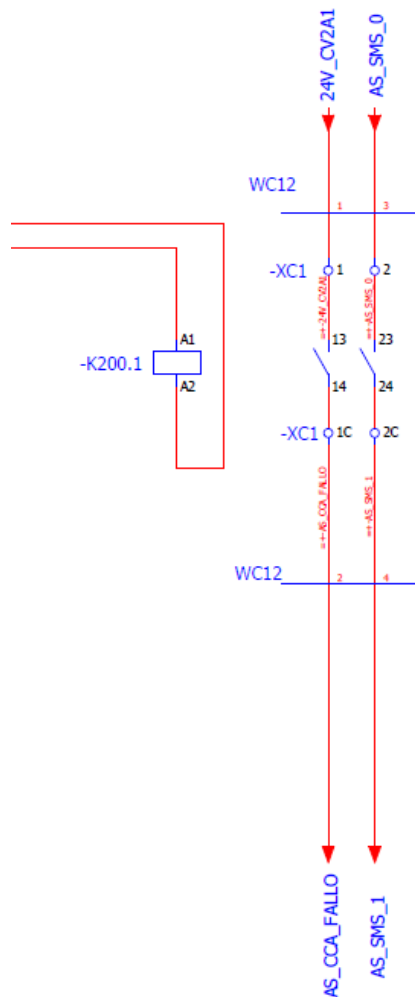 24V_CV2A1
AS_SMS_0
WC12
1
3
-XC1
1
2
=+-24V_CV2A1
=+-AS_SMS_0
-K200.1
A1
A2
13
14
23
24
-XC1
1C
2C
=+-AS_CCA_FALLO
=+-AS_SMS_1
WC12
2
4
AS_CCA_FALLO
AS_SMS_1